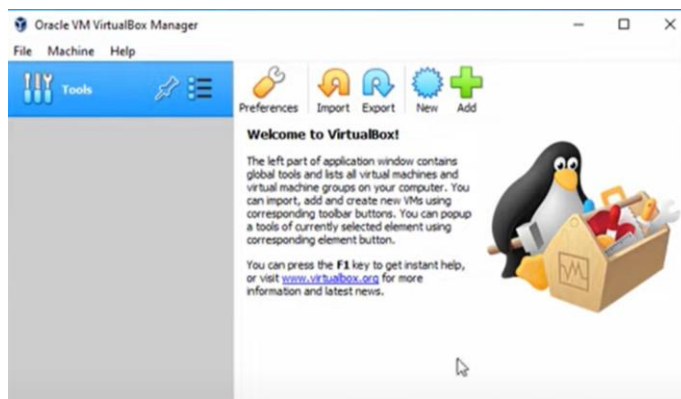 Oracle VM VirtualBox Manager
File Machine Help
Tools
Preferences Import Export New Add
Welcome to VirtualBox!
The left part of application window contains
global tools and lists all virtual machines and
virtual machine groups on your computer. You
can import, add and create new VMs using
corresponding toolbar buttons. You can popup
a tools of currently selected element using
corresponding element button.
You can press the F1 key to get instant help,
or visit www.virtualbox.org for more
information and latest news.
VM